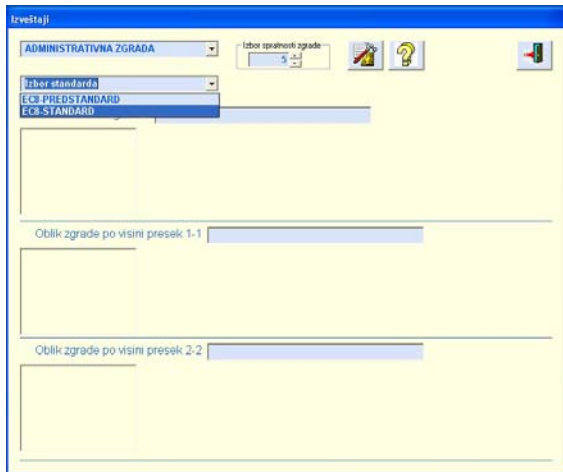 Izveštaji
ADMINISTRATIVNA ZGRADA
Izbor spratnosti zgrade
5
Izbor standarda
EC8-PREDSTANDARD
EC8-STANDARD
Oblik zgrade po visini presek 1-1
Oblik zgrade po visini presek 2-2